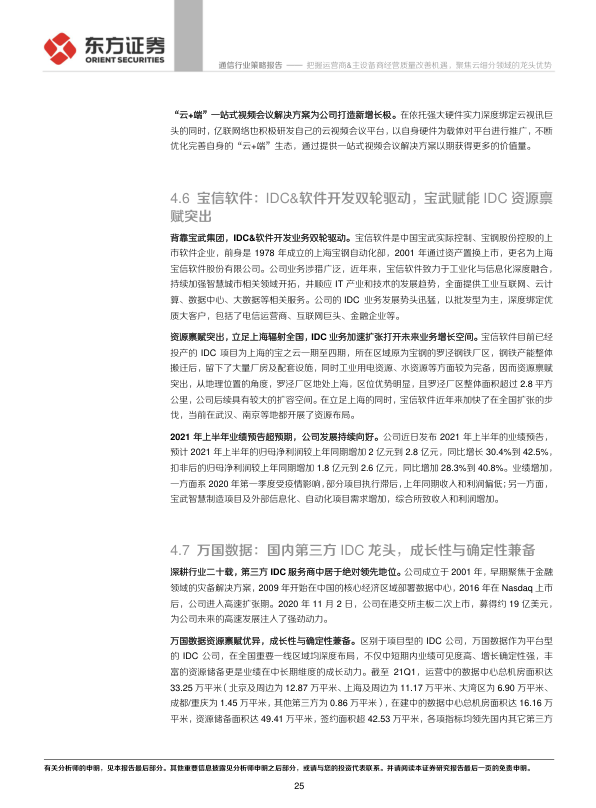 东方证券
ORIENT SECURITIES
通信行业策略报告 —— 把握运营商&主设备商经营质量改善机遇，聚焦云细分领域的龙头优势
“云+端”一站式视频会议解决方案为公司打造新增长极。在依托强大硬件实力深度绑定云视讯巨
头的同时，亿联网络也积极研发自己的云视频会议平台，以自身硬件为载体对平台进行推广，不断
优化完善自身的“云+端”生态，通过提供一站式视频会议解决方案以期获得更多的价值量。
4.6 宝信软件：IDC&软件开发双轮驱动，宝武赋能 IDC 资源禀
赋突出
背靠宝武集团，IDC&软件开发业务双轮驱动。宝信软件是中国宝武实际控制、宝钢股份控股的上
市软件企业，前身是 1978 年成立的上海宝钢自动化部，2001 年通过资产置换上市，更名为上海
宝信软件股份有限公司。公司业务涉猎广泛，近年来，宝信软件致力于工业化与信息化深度融合，
持续加强智慧城市相关领域开拓，并顺应 IT 产业和技术的发展趋势，全面提供工业互联网、云计
算、数据中心、大数据等相关服务。公司的 IDC 业务发展势头迅猛，以批发型为主，深度绑定优
质大客户，包括了电信运营商、互联网巨头、金融企业等。
资源禀赋突出，立足上海辐射全国，IDC 业务加速扩张打开未来业务增长空间。宝信软件目前已经
投产的 IDC 项目为上海的宝之云一期至四期，所在区域原为宝钢的罗泾钢铁厂区，钢铁产能整体
搬迁后，留下了大量厂房及配套设施，同时工业用电资源、水资源等方面较为完备，因而资源禀赋
突出，从地理位置的角度，罗泾厂区地处上海，区位优势明显，且罗泾厂区整体面积超过 2.8 平方
公里，公司后续具有较大的扩容空间。在立足上海的同时，宝信软件近年来加快了在全国扩张的步
伐，当前在武汉、南京等地都开展了资源布局。
2021 年上半年业绩预告超预期，公司发展持续向好。公司近日发布 2021 年上半年的业绩预告，
预计 2021 年上半年的归母净利润较上年同期增加 2 亿元到 2.8 亿元，同比增长 30.4%到 42.5%，
扣非后的归母净利润较上年同期增加 1.8 亿元到 2.6 亿元，同比增加 28.3%到 40.8%。业绩增加，
一方面系 2020 年第一季度受疫情影响，部分项目执行滞后，上年同期收入和利润偏低；另一方面，
宝武智慧制造项目及外部信息化、自动化项目需求增加，综合所致收入和利润增加。
4.7 万国数据：国内第三方 IDC 龙头，成长性与确定性兼备
深耕行业二十载，第三方 IDC 服务商中居于绝对领先地位。公司成立于 2001 年，早期聚焦于金融
领域的灾备解决方案，2009 年开始在中国的核心经济区域部署数据中心，2016 年在 Nasdaq 上市
后，公司进入高速扩张期。2020 年 11 月 2 日，公司在港交所主板二次上市，募得约 19 亿美元，
为公司未来的高速发展注入了强劲动力。
万国数据资源禀赋优异，成长性与确定性兼备。区别于项目型的 IDC 公司，万国数据作为平台型
的 IDC 公司，在全国重要一线区域均深度布局，不仅中短期内业绩可见度高、增长确定性强，丰
富的资源储备更是业绩在中长期维度的成长动力。截至 21Q1，运营中的数据中心总机房面积达
33.25 万平米（北京及周边为 12.87 万平米、上海及周边为 11.17 万平米、大湾区为 6.90 万平米、
成都/重庆为 1.45 万平米，其他第三方为 0.86 万平米），在建中的数据中心总机房面积达 16.16 万
平米，资源储备面积达 49.41 万平米，签约面积超 42.53 万平米，各项指标均领先国内其它第三方
有关分析师的申明，见本报告最后部分。其他重要信息披露见分析师申明之后部分，或请与您的投资代表联系。并请阅读本证券研究报告最后一页的免责申明。
25